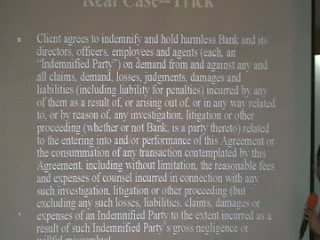 Real Case--Trick
Client agrees to indemnify and hold harmless Bank and its
directors, officers, employees and agents (each, an
"Indemnified Party") on demand from and against any and
all claims, demand, losses, judgments, damages and
liabilities (including liability for penalties) incurred by any
of them as a result of, or arising out of, or in any way related
to, or by reason of, any investigation, litigation or other
proceeding (whether or not Bank, is a party thereto) related
to the entering into and/or performance of this Agreement or
the consummation of any transaction contemplated by this
Agreement, including without limitation, the reasonable fees
and expenses of counsel incurred in connection with any
such investigation, litigation or other proceeding (but
excluding any such losses, liabilities, claims, damages or
expenses of an Indemnified Party to the extent incurred as a
result of such Indemnified Party's gross negligence or
willful misconduct